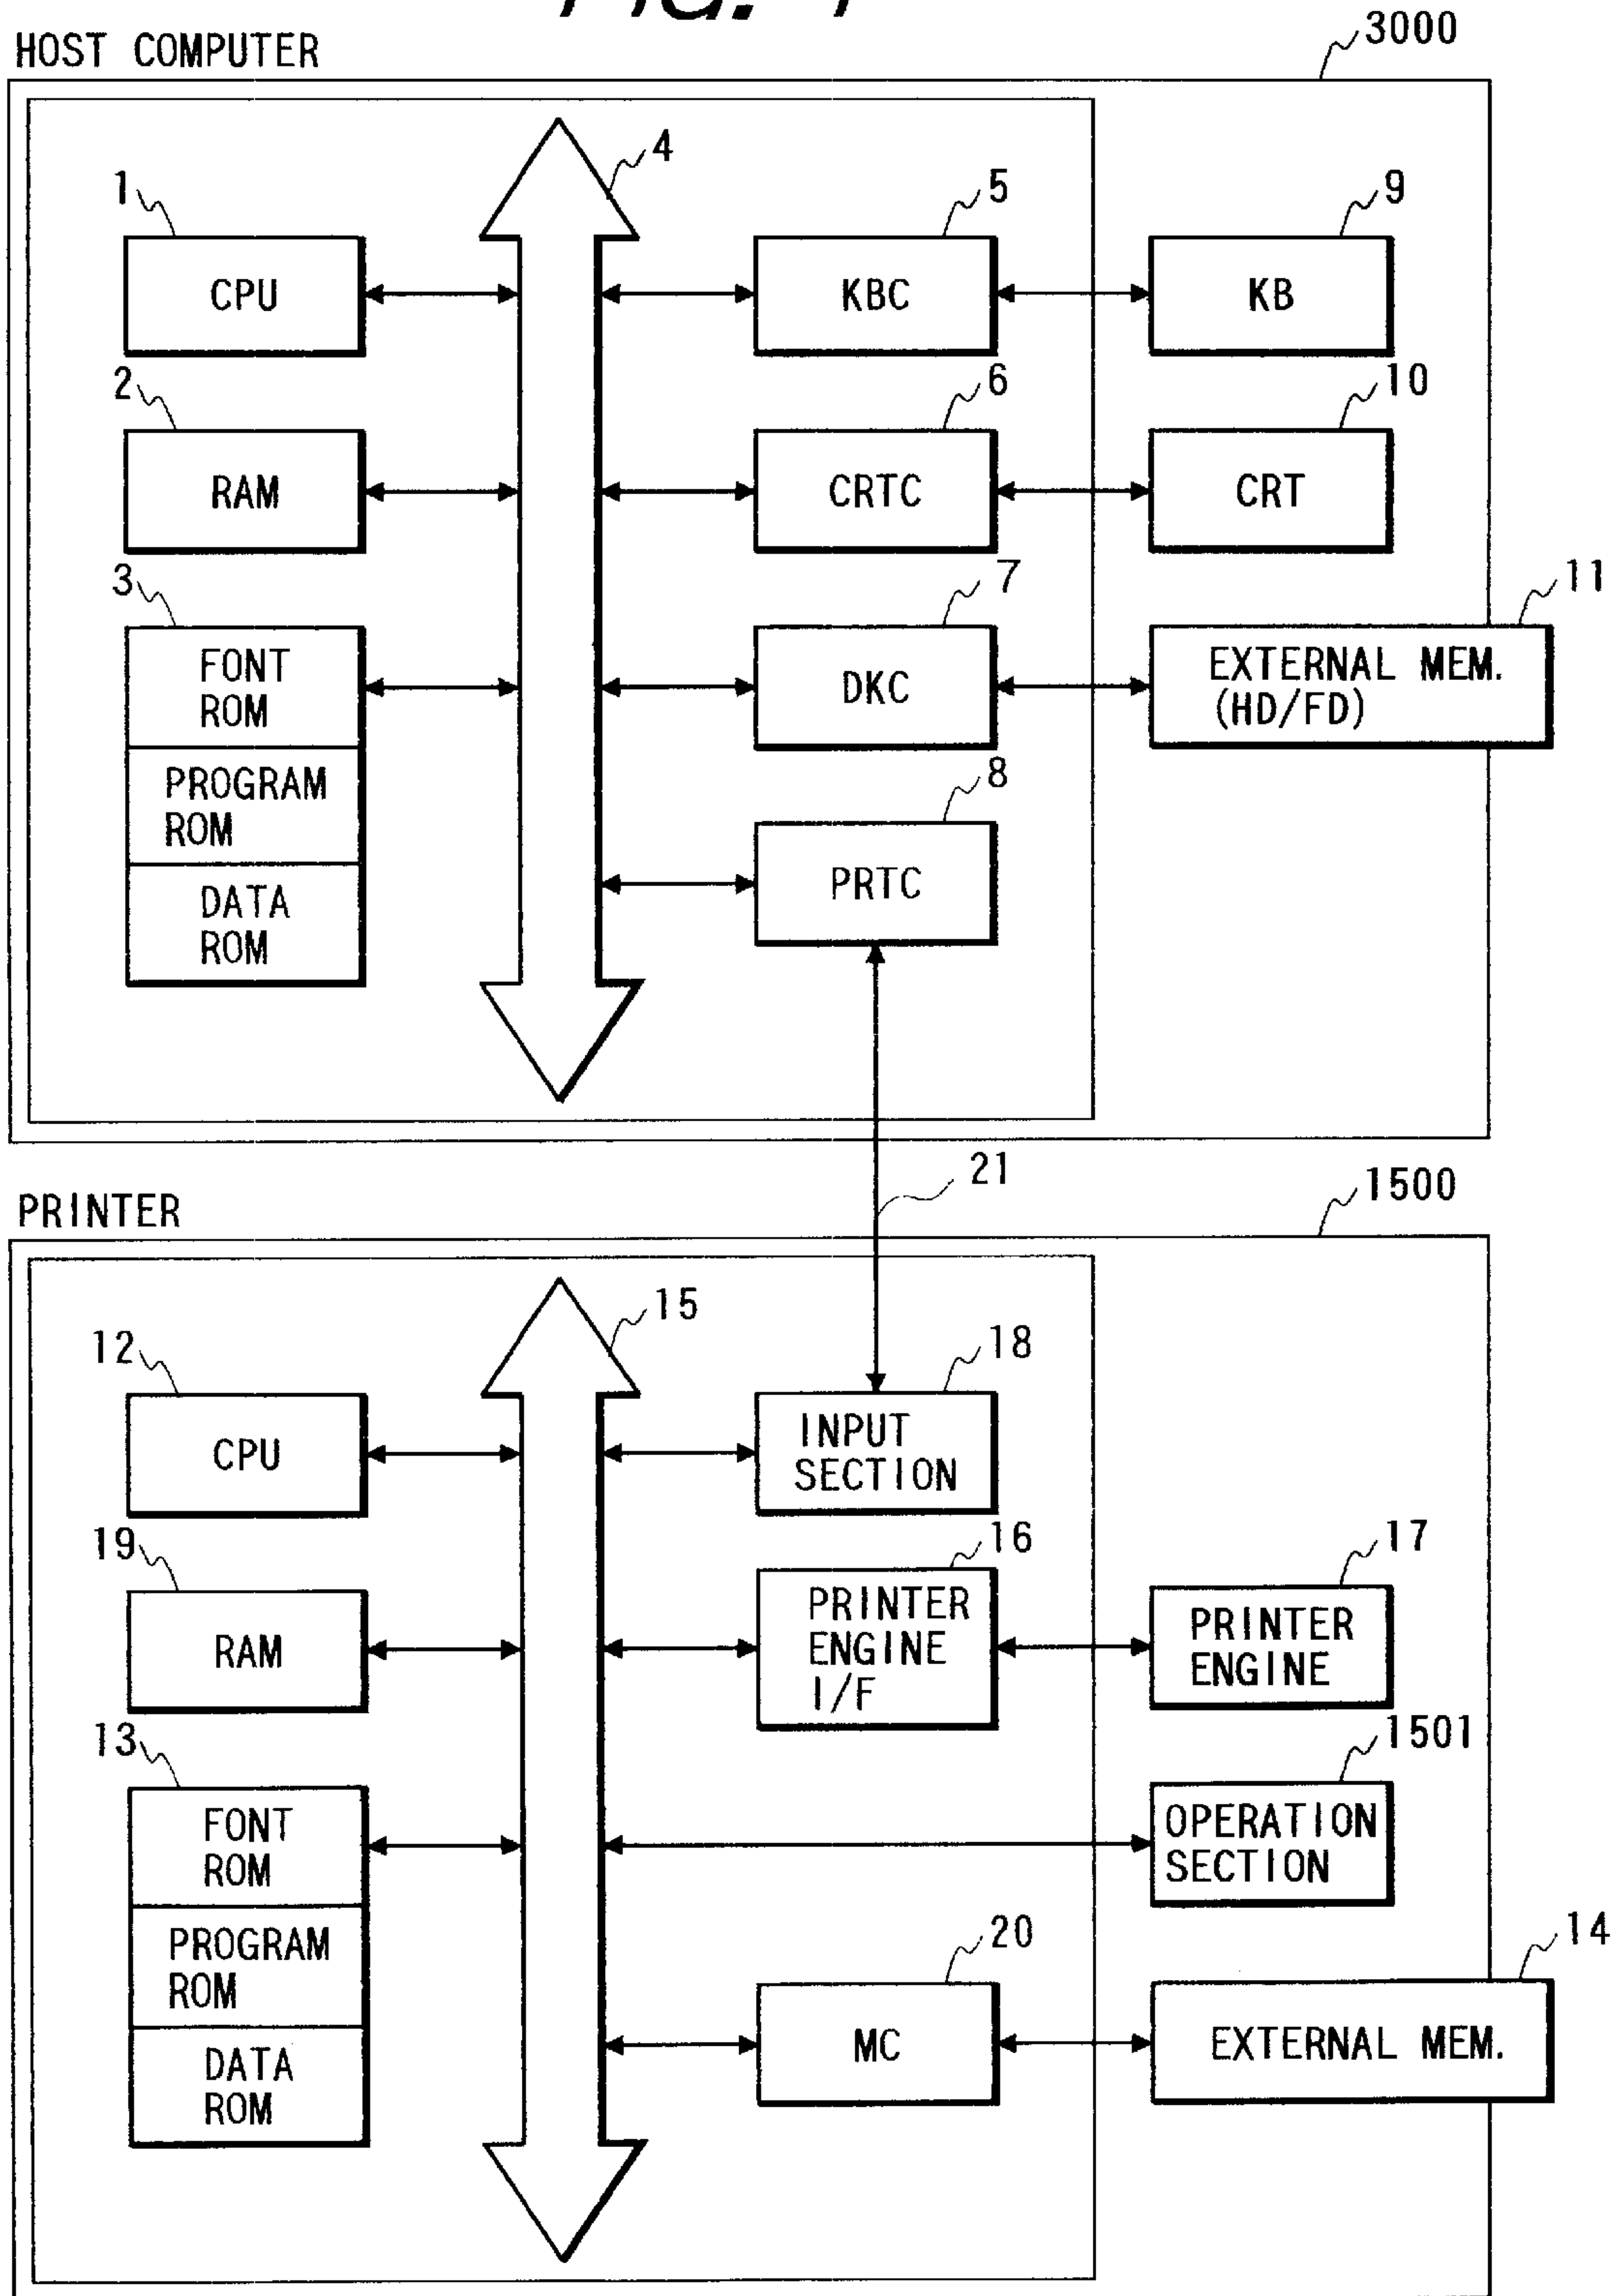 FIG. 1
HOST COMPUTER
3000
4
1
5
9
CPU
KBC
KB
2
6
10
RAM
CRTC
CRT
3
7
11
FONT
ROM
DKC
EXTERNAL MEM.
(HD/FD)
PROGRAM
ROM
8
PRTC
DATA
ROM
21
PRINTER
1500
15
12
18
CPU
INPUT
SECTION
19
16
17
RAM
PRINTER
ENGINE
I/F
PRINTER
ENGINE
13
1501
FONT
ROM
OPERATION
SECTION
PROGRAM
ROM
20
14
MC
EXTERNAL MEM.
DATA
ROM